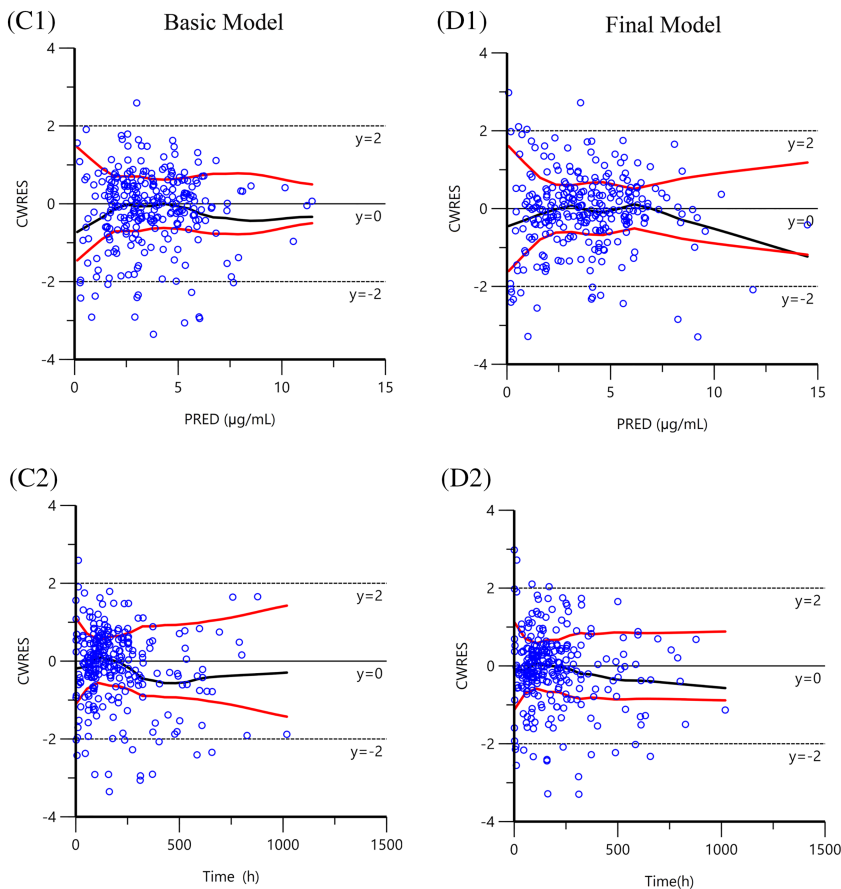 (C1) Basic Model
4
2
0
-2
-4
CWRES
y=2
y=0
y=-2
0 5 10 15
PRED (μg/mL)
(D1) Final Model
4
2
0
-2
-4
CWRES
y=2
y=0
y=-2
0 5 10 15
PRED (μg/mL)
(C2)
4
2
0
-2
-4
CWRES
y=2
y=0
y=-2
0 500 1000 1500
Time (h)
(D2)
4
2
0
-2
-4
CWRES
y=2
y=0
y=-2
0 500 1000 1500
Time(h)